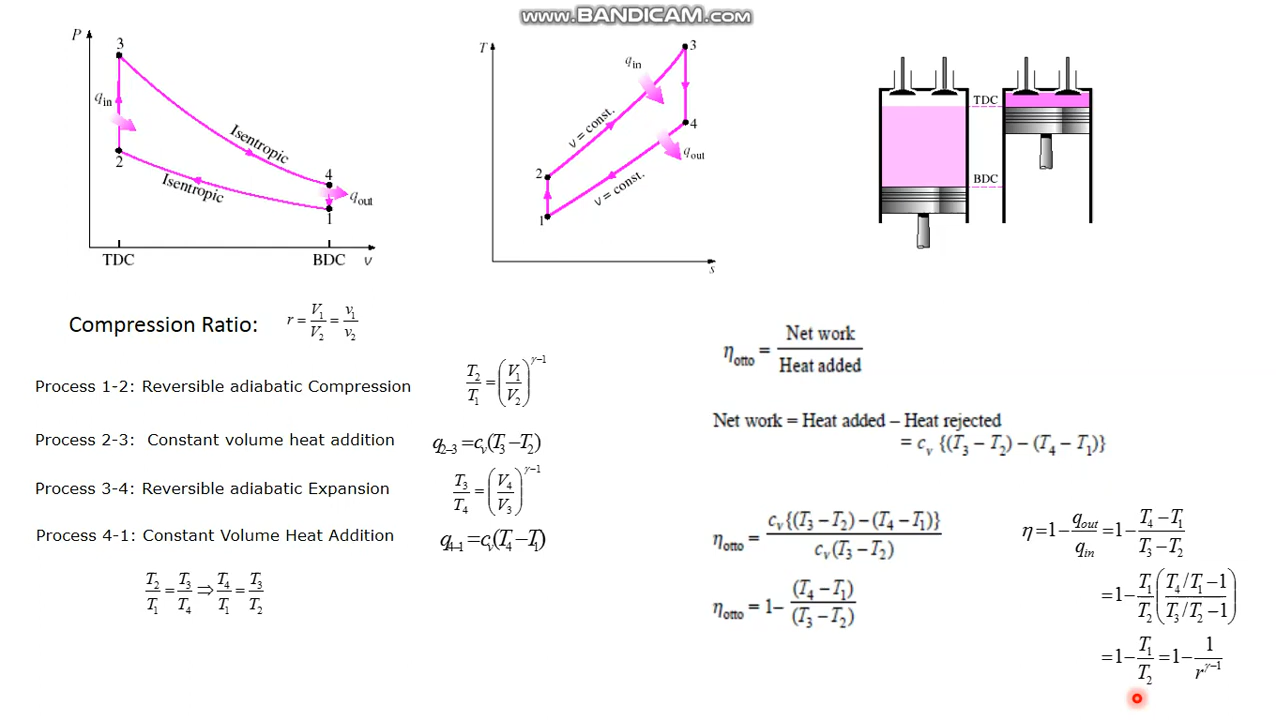 www.BANDICAM.com
P
3
q_in
2
Isentropic
Isentropic
4
q_out
1
TDC
BDC
v
T
3
q_in
v = const.
4
q_out
2
v = const.
1
s
TDC
BDC
Compression Ratio: r = V₁/V₂ = v₁/v₂
Process 1-2: Reversible adiabatic Compression T₂/T₁ = (V₁/V₂)^(γ−1)
Process 2-3: Constant volume heat addition q₂₋₃ = cᵥ(T₃−T₂)
Process 3-4: Reversible adiabatic Expansion T₃/T₄ = (V₄/V₃)^(γ−1)
Process 4-1: Constant Volume Heat Addition q₄₋₁ = cᵥ(T₄−T₁)
T₂/T₁ = T₃/T₄ ⇒ T₄/T₁ = T₃/T₂
η_otto = Net work / Heat added
Net work = Heat added – Heat rejected
= cᵥ {(T₃ – T₂) – (T₄ – T₁)}
η_otto = cᵥ{(T₃ – T₂) – (T₄ – T₁)} / cᵥ(T₃ – T₂)
η_otto = 1– (T₄ – T₁) / (T₃ – T₂)
η = 1 − q_out/q_in = 1 − (T₄ − T₁)/(T₃ − T₂)
= 1 − T₁/T₂ ((T₄/T₁ − 1)/(T₃/T₂ − 1))
= 1 − T₁/T₂ = 1 − 1/r^(γ−1)